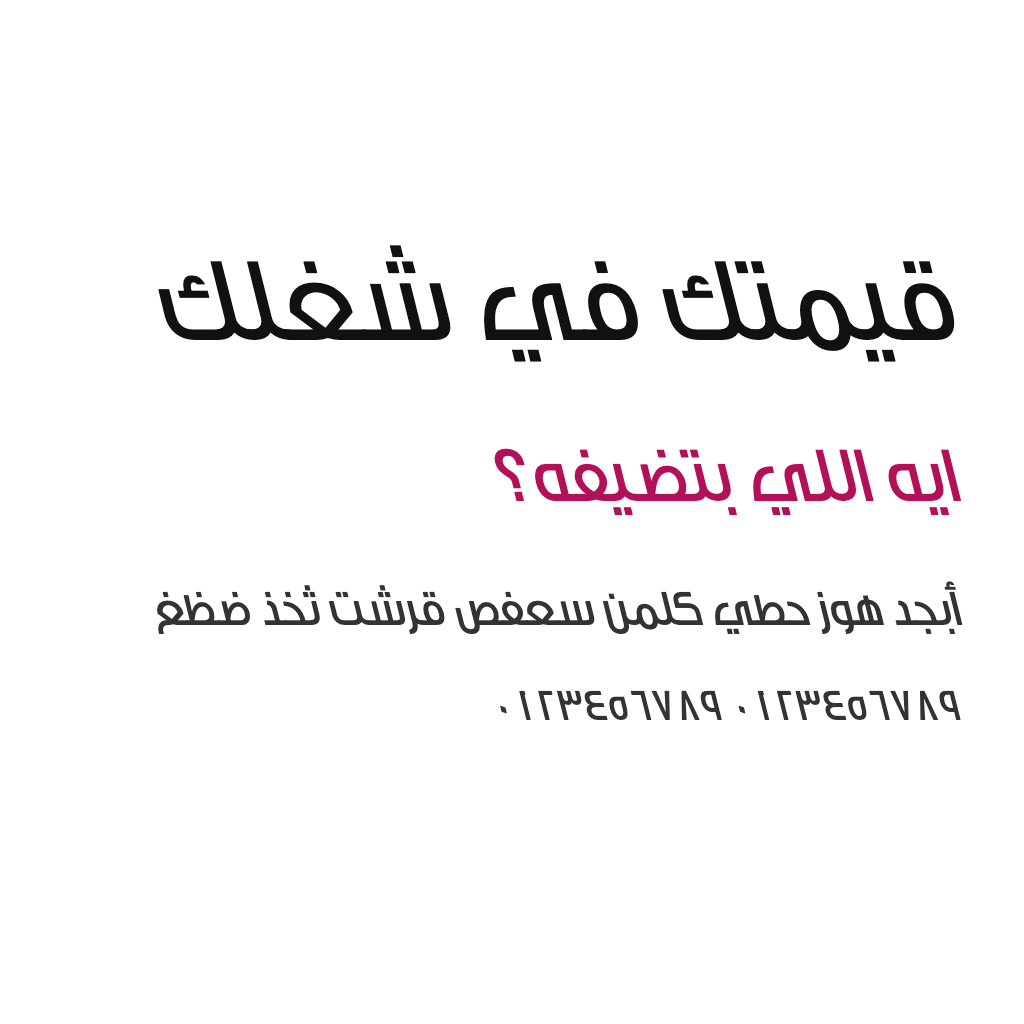 قيمتك في شغلك
ايه اللي بتضيفه؟
أبجد هوز حطي كلمن سعفص قرشت ثخذ ضظغ
٠١٢٣٤٥٦٧٨٩ ٠١٢٣٤٥٦٧٨٩